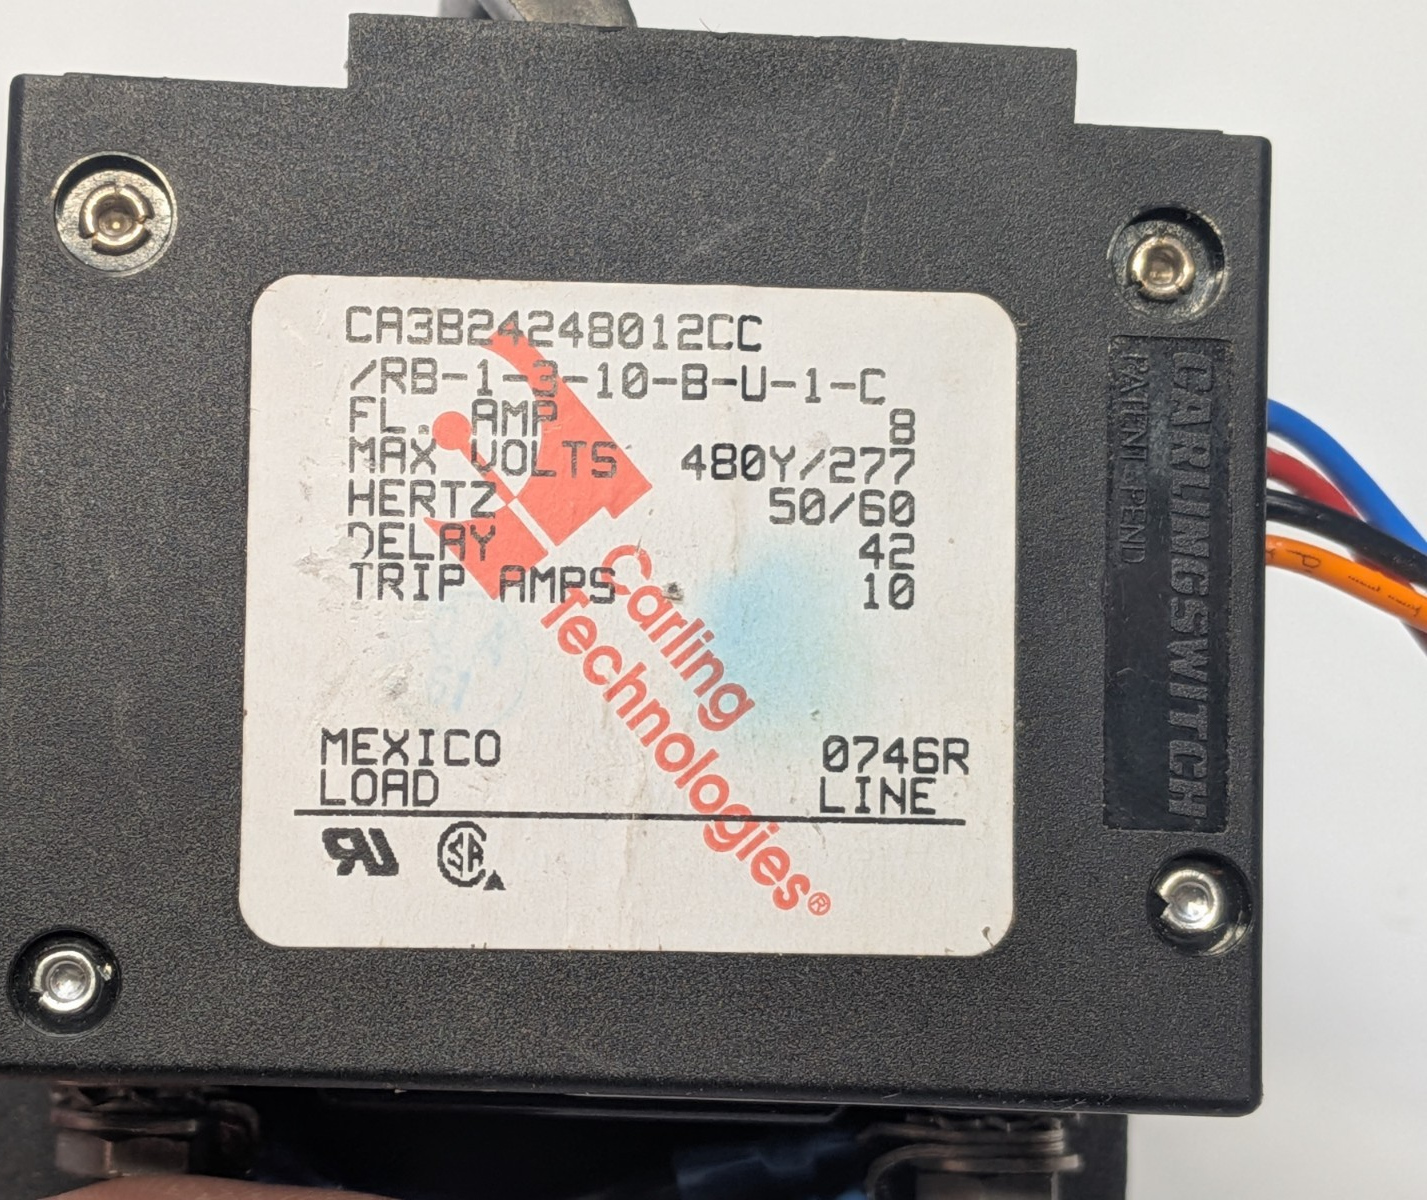 CA3B24248012CC
/RB-1-3-10-B-U-1-C
FL. AMP 8
MAX VOLTS 480Y/277
HERTZ 50/60
DELAY 42
TRIP AMPS 10
Carling
Technologies®
MEXICO 0746R
LOAD LINE
CARLINGSWITCH
PATENT PEND